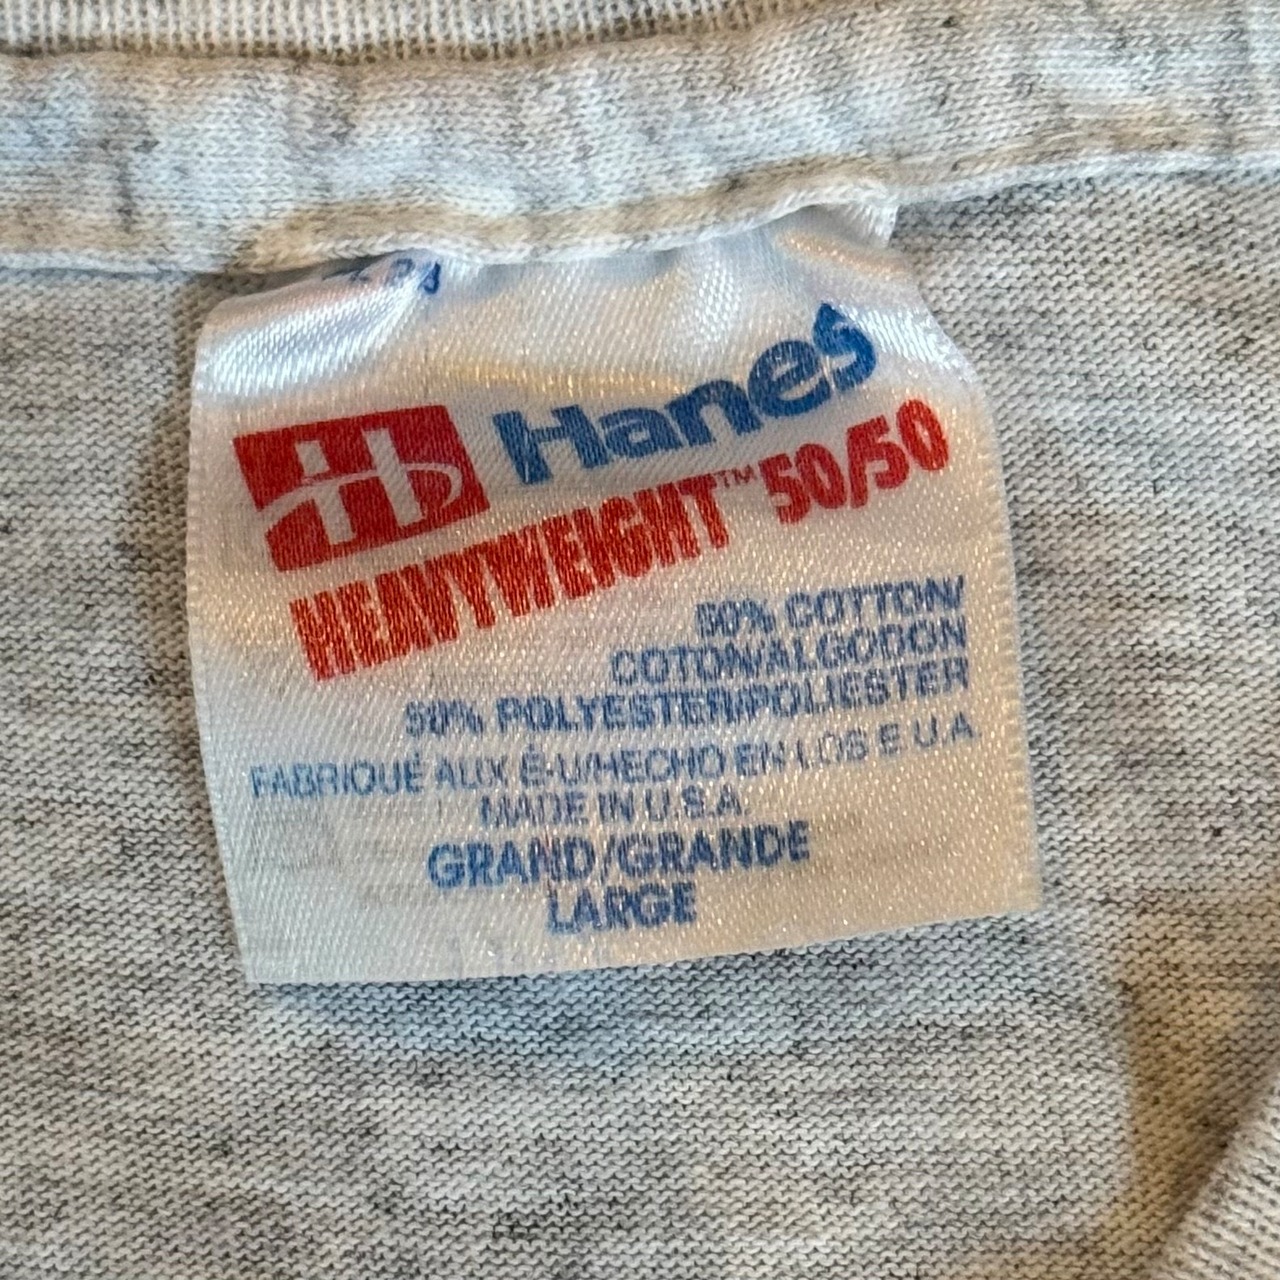 Hanes
HEAVYWEIGHT™ 50/50
50% COTTON/
COTON/ALGODON
50% POLYESTER/POLIESTER
FABRIQUÉ AUX É-U/HECHO EN LOS E U.A
MADE IN U.S.A.
GRAND/GRANDE
LARGE